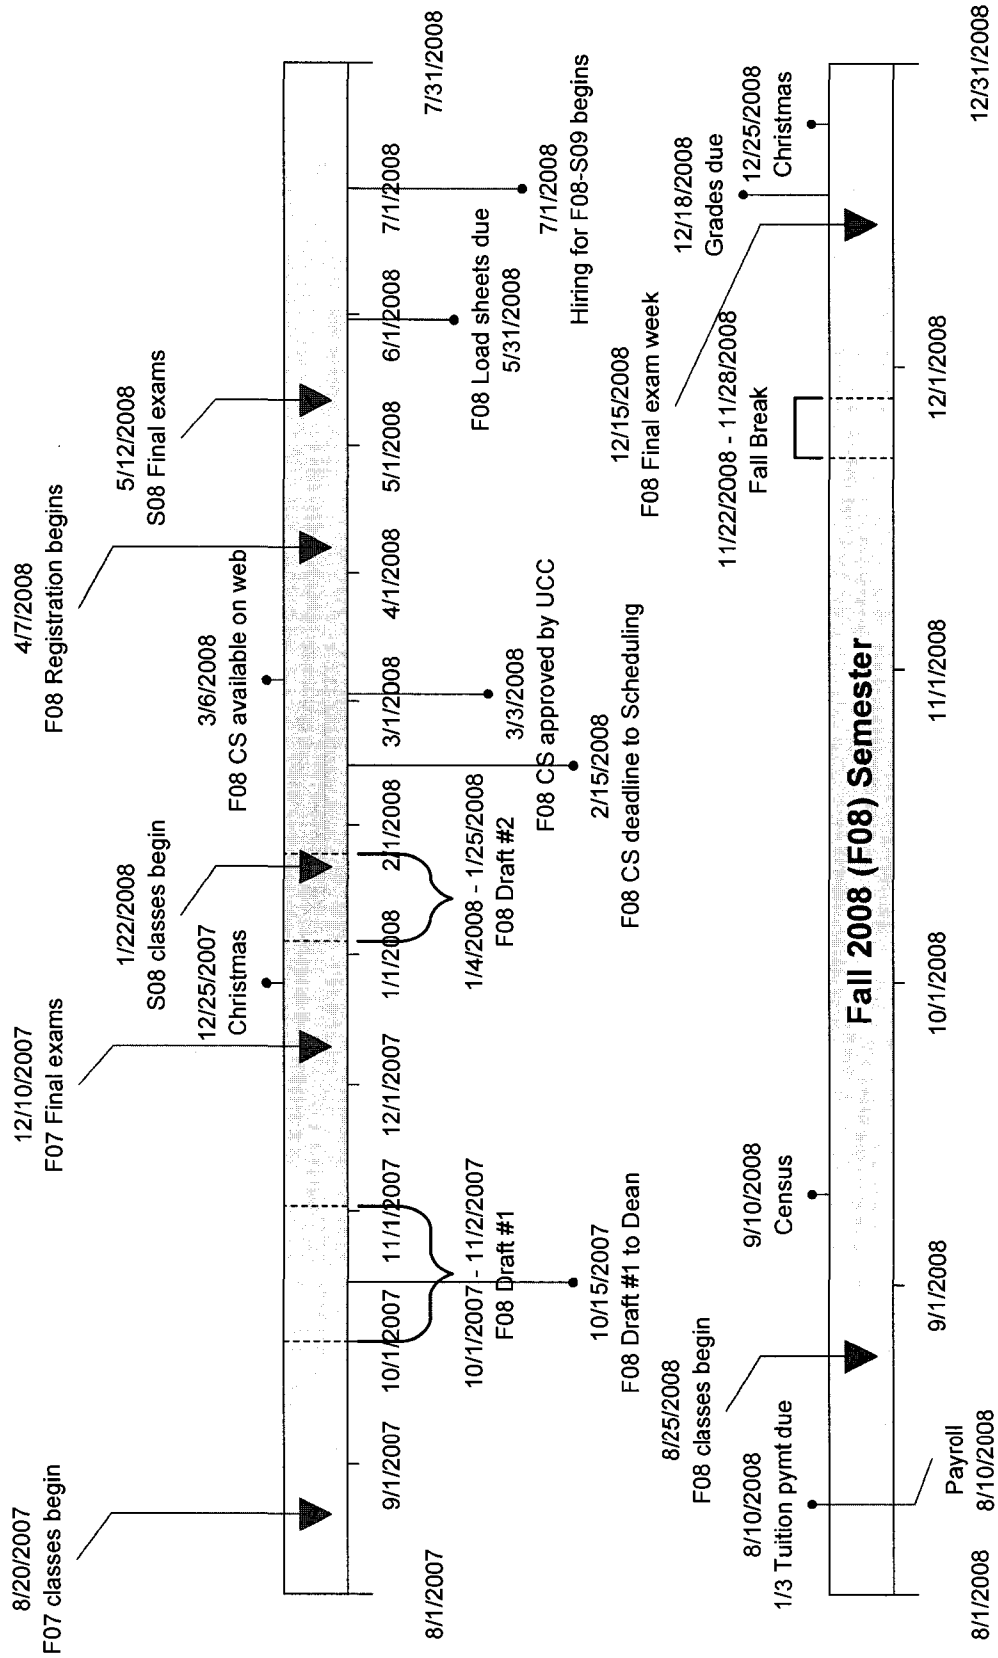 8/20/2007
F07 classes begin
12/10/2007
F07 Final exams
4/7/2008
F08 Registration begins
1/22/2008
S08 classes begin
5/12/2008
S08 Final exams
12/25/2007
Christmas
3/6/2008
F08 CS available on web
8/1/2007
9/1/2007
10/1/2007
11/1/2007
12/1/2007
1/1/2008
2/1/2008
3/1/2008
4/1/2008
5/1/2008
6/1/2008
7/1/2008
7/31/2008
10/1/2007 - 11/2/2007
F08 Draft #1
1/4/2008 - 1/25/2008
F08 Draft #2
3/3/2008
F08 CS approved by UCC
F08 Load sheets due
5/31/2008
7/1/2008
Hiring for F08-S09 begins
10/15/2007
F08 Draft #1 to Dean
2/15/2008
F08 CS deadline to Scheduling
8/25/2008
F08 classes begin
12/15/2008
F08 Final exam week
12/18/2008
Grades due
8/10/2008
1/3 Tuition pymt due
9/10/2008
Census
11/22/2008 - 11/28/2008
Fall Break
12/25/2008
Christmas
Fall 2008 (F08) Semester
8/1/2008
9/1/2008
10/1/2008
11/1/2008
12/1/2008
12/31/2008
Payroll
8/10/2008